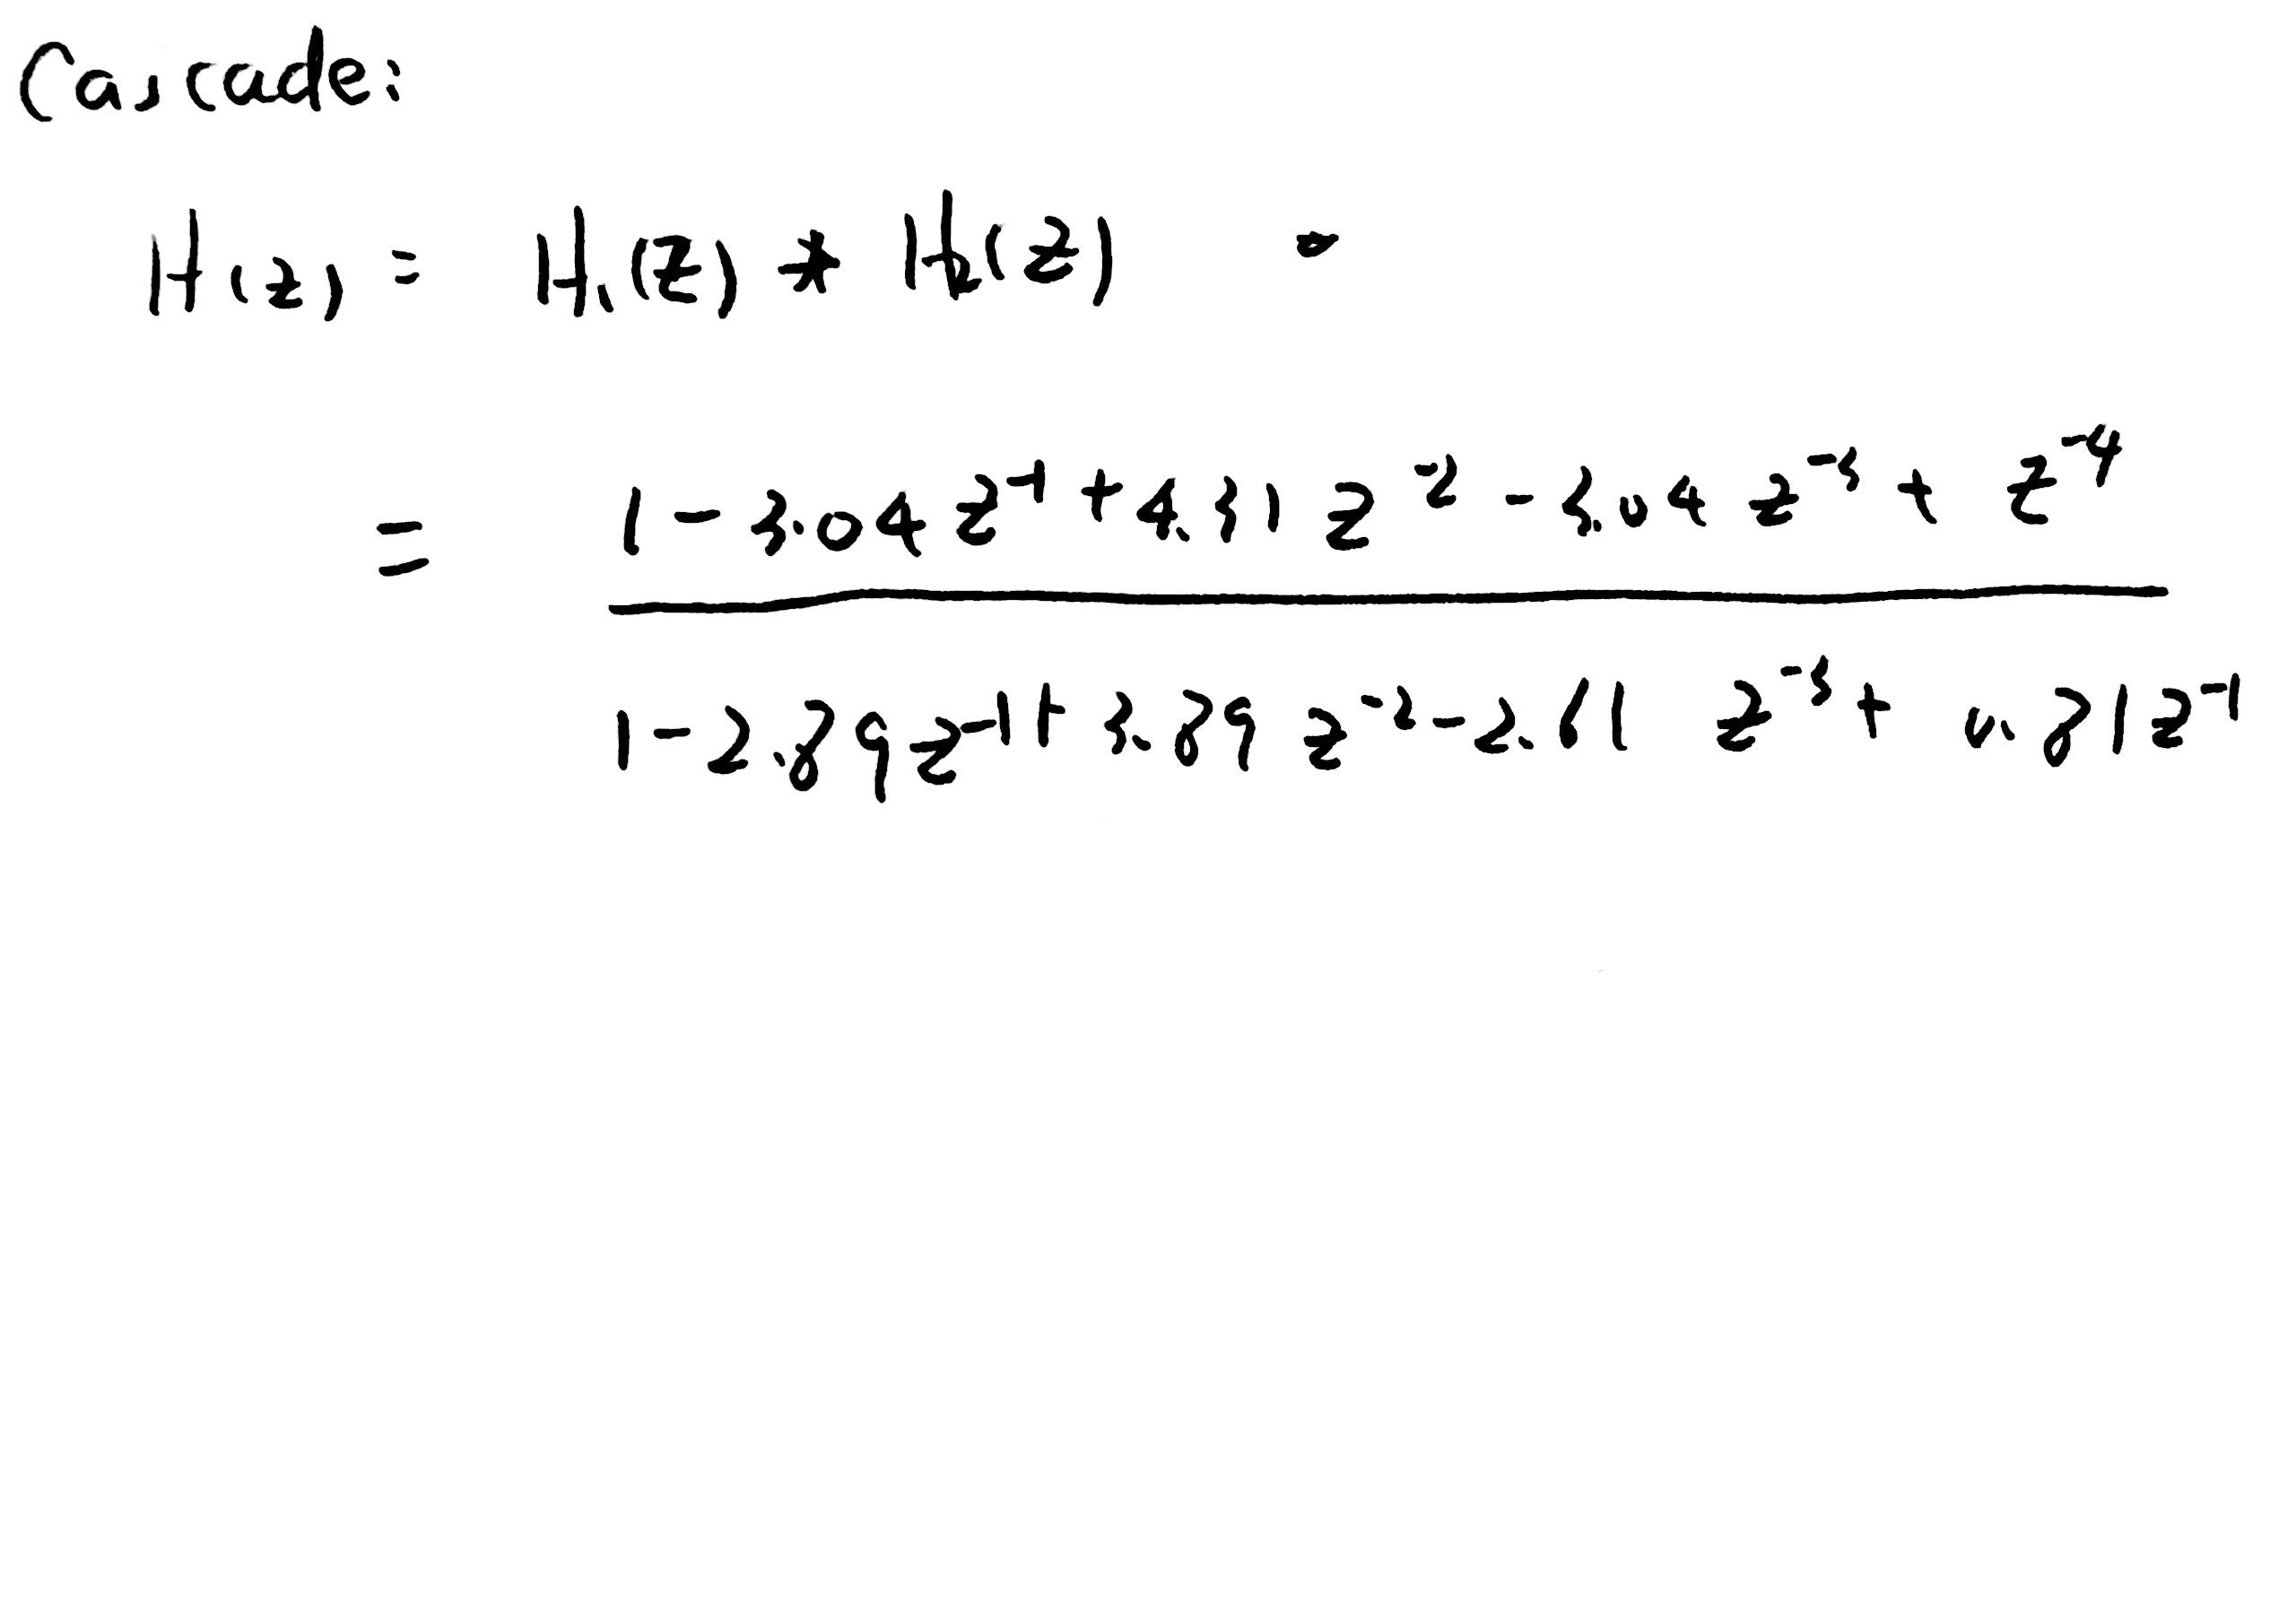 Cascade:
H(z) = H₁(z) * H₂(z) =
= (1 - 3.04 z⁻¹ + 4.31 z⁻² - 3.04 z⁻³ + z⁻⁴)
/ (1 - 2.89 z⁻¹ + 3.89 z⁻² - 2.61 z⁻³ + 0.81 z⁻¹)